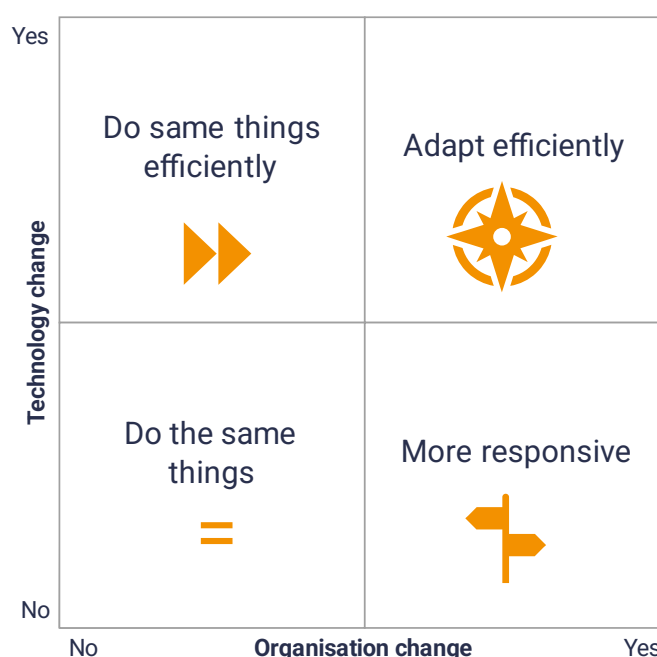 Yes
Do same things
efficiently
Adapt efficiently
Technology change
Do the same
things
More responsive
=
No
No
Organisation change
Yes